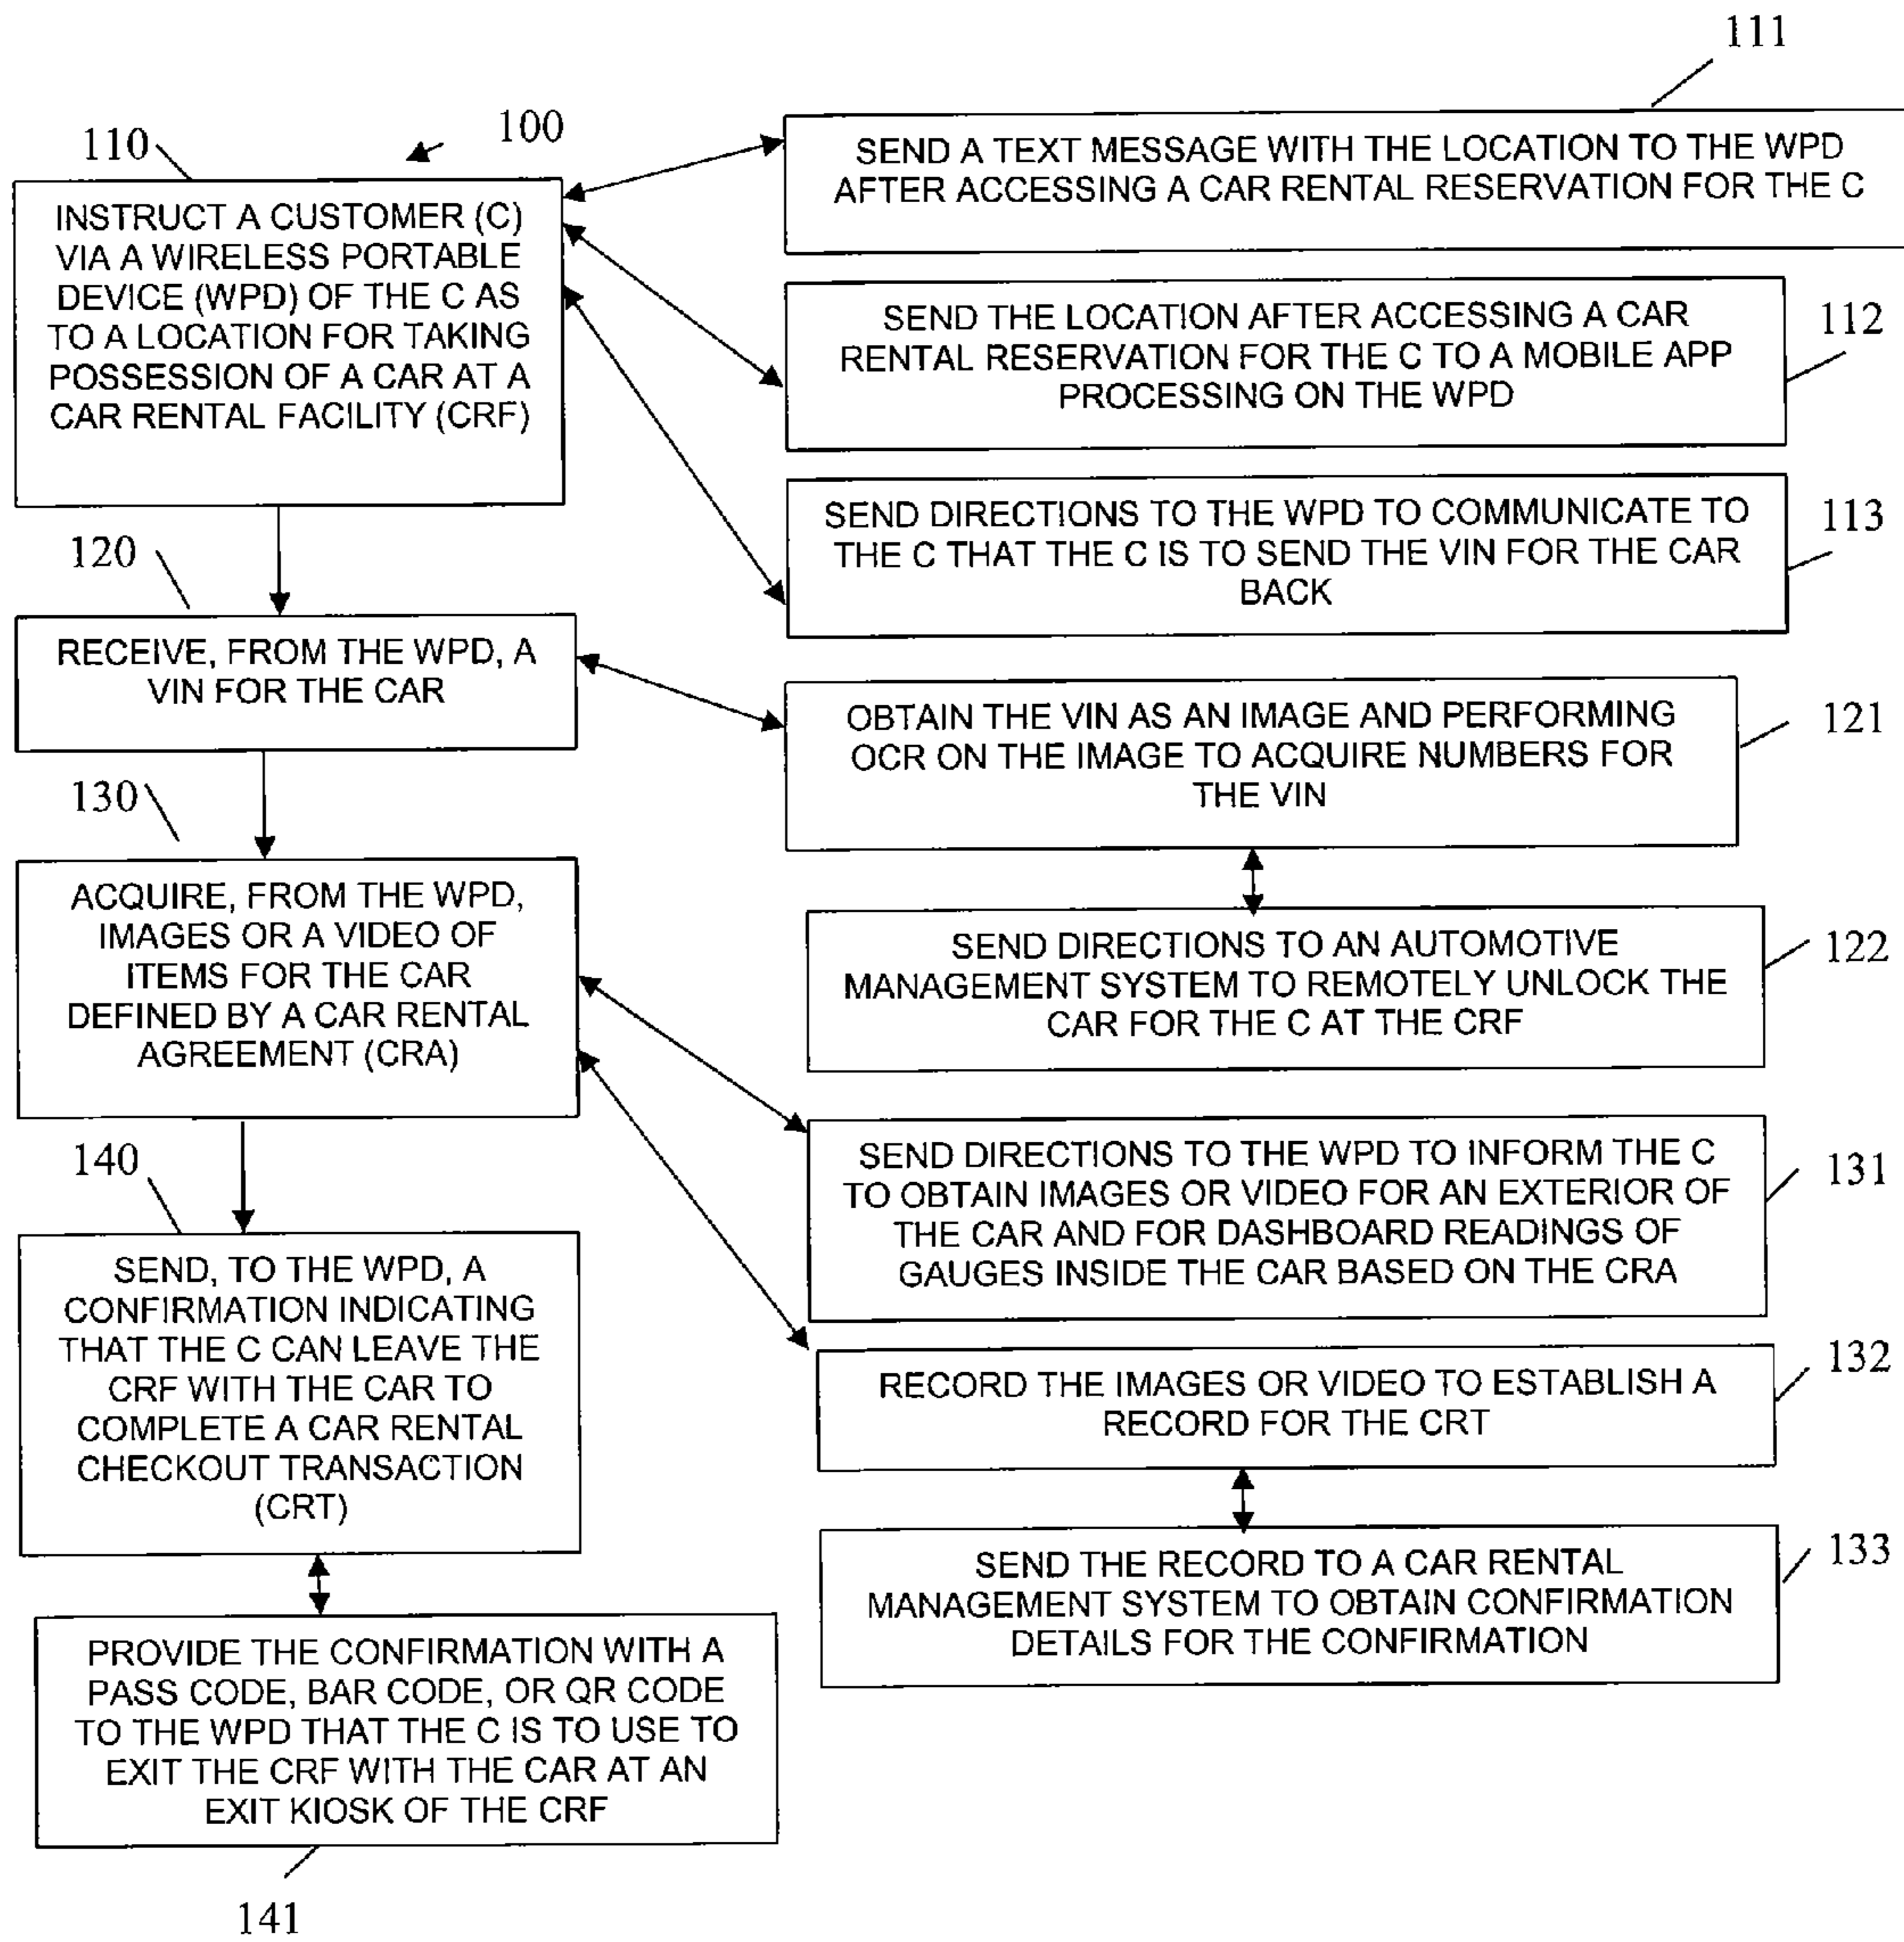 111
100
110
SEND A TEXT MESSAGE WITH THE LOCATION TO THE WPD
AFTER ACCESSING A CAR RENTAL RESERVATION FOR THE C
INSTRUCT A CUSTOMER (C)
VIA A WIRELESS PORTABLE
DEVICE (WPD) OF THE C AS
TO A LOCATION FOR TAKING
POSSESSION OF A CAR AT A
CAR RENTAL FACILITY (CRF)
112
SEND THE LOCATION AFTER ACCESSING A CAR
RENTAL RESERVATION FOR THE C TO A MOBILE APP
PROCESSING ON THE WPD
113
SEND DIRECTIONS TO THE WPD TO COMMUNICATE TO
THE C THAT THE C IS TO SEND THE VIN FOR THE CAR
BACK
120
RECEIVE, FROM THE WPD, A
VIN FOR THE CAR
121
OBTAIN THE VIN AS AN IMAGE AND PERFORMING
OCR ON THE IMAGE TO ACQUIRE NUMBERS FOR
THE VIN
130
ACQUIRE, FROM THE WPD,
IMAGES OR A VIDEO OF
ITEMS FOR THE CAR
DEFINED BY A CAR RENTAL
AGREEMENT (CRA)
122
SEND DIRECTIONS TO AN AUTOMOTIVE
MANAGEMENT SYSTEM TO REMOTELY UNLOCK THE
CAR FOR THE C AT THE CRF
131
SEND DIRECTIONS TO THE WPD TO INFORM THE C
TO OBTAIN IMAGES OR VIDEO FOR AN EXTERIOR OF
THE CAR AND FOR DASHBOARD READINGS OF
GAUGES INSIDE THE CAR BASED ON THE CRA
140
SEND, TO THE WPD, A
CONFIRMATION INDICATING
THAT THE C CAN LEAVE THE
CRF WITH THE CAR TO
COMPLETE A CAR RENTAL
CHECKOUT TRANSACTION
(CRT)
132
RECORD THE IMAGES OR VIDEO TO ESTABLISH A
RECORD FOR THE CRT
133
SEND THE RECORD TO A CAR RENTAL
MANAGEMENT SYSTEM TO OBTAIN CONFIRMATION
DETAILS FOR THE CONFIRMATION
PROVIDE THE CONFIRMATION WITH A
PASS CODE, BAR CODE, OR QR CODE
TO THE WPD THAT THE C IS TO USE TO
EXIT THE CRF WITH THE CAR AT AN
EXIT KIOSK OF THE CRF
141